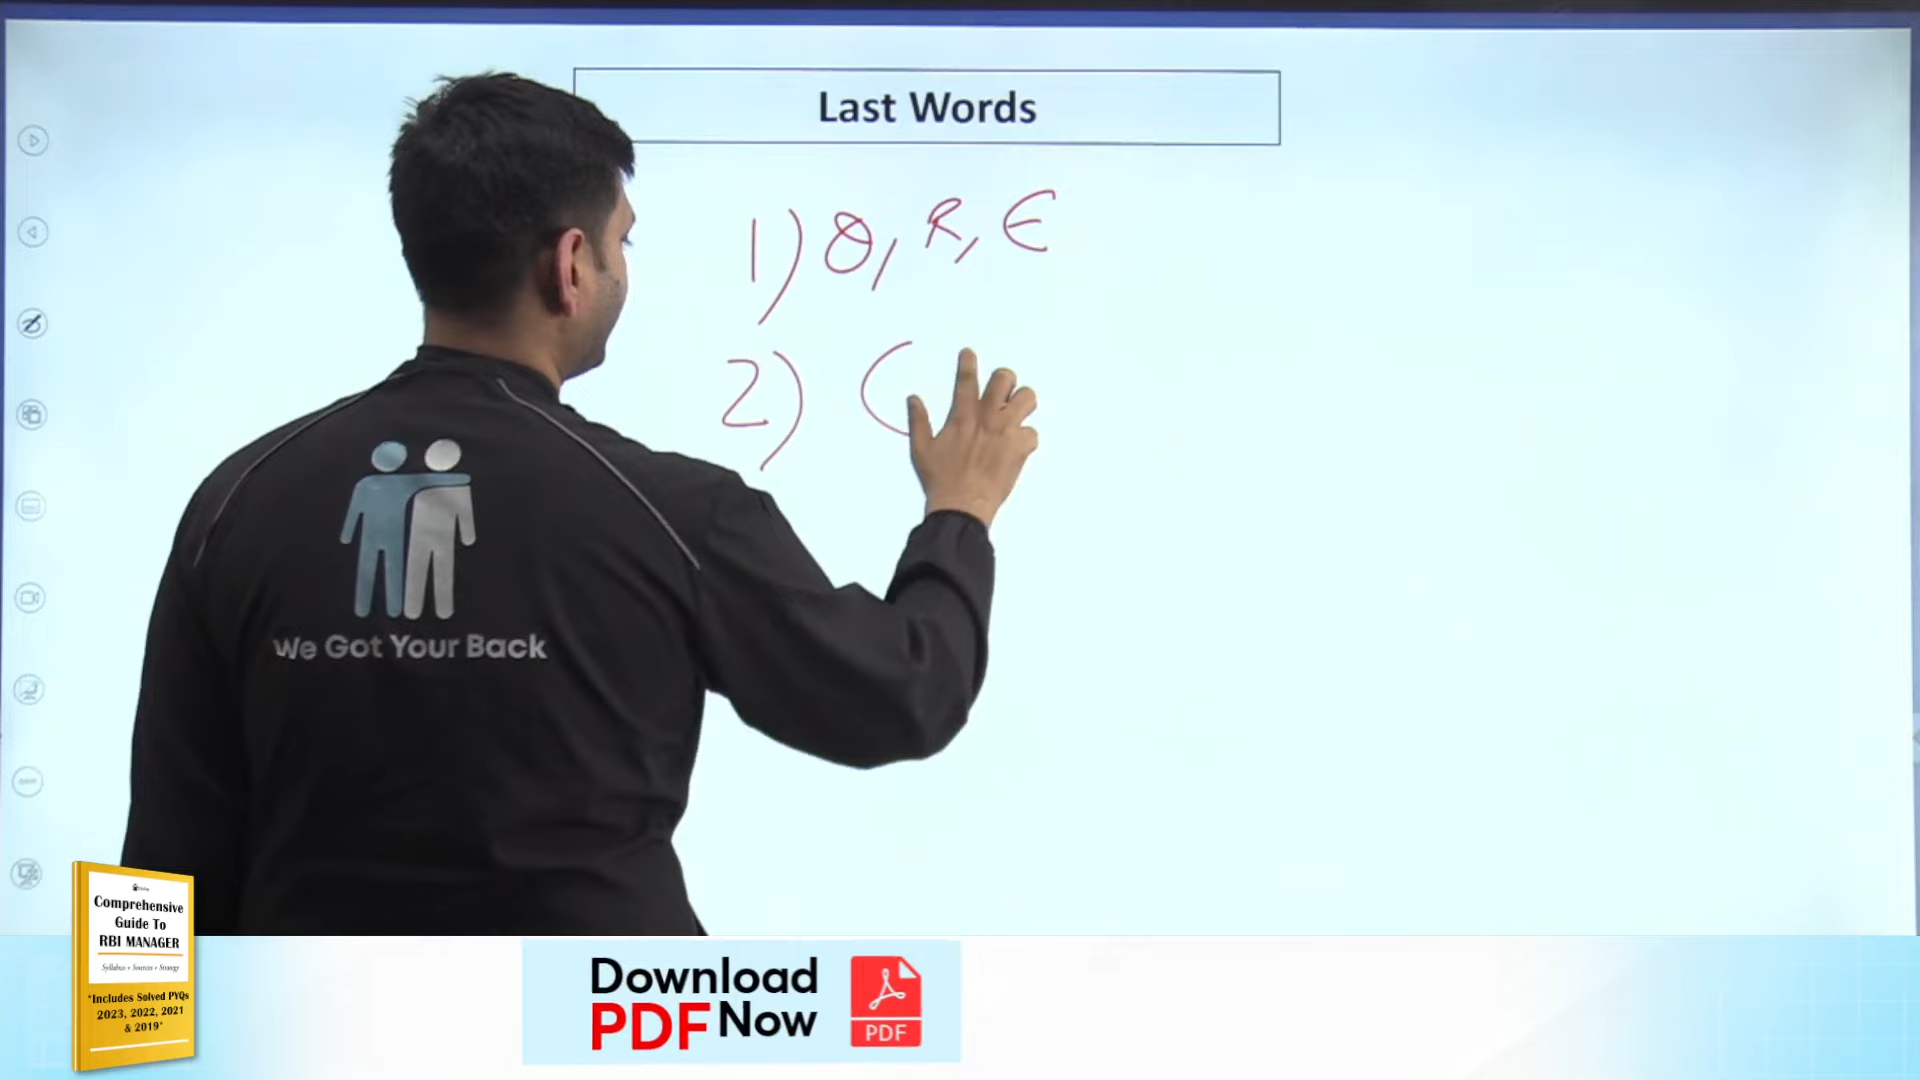 Last Words
1) Q, R, E
2) (
We Got Your Back
Comprehensive
Guide To
RBI MANAGER
Syllabus + Sources + Strategy
*Includes Solved PYQs
2023, 2022, 2021
& 2019*
Download
PDF Now
PDF